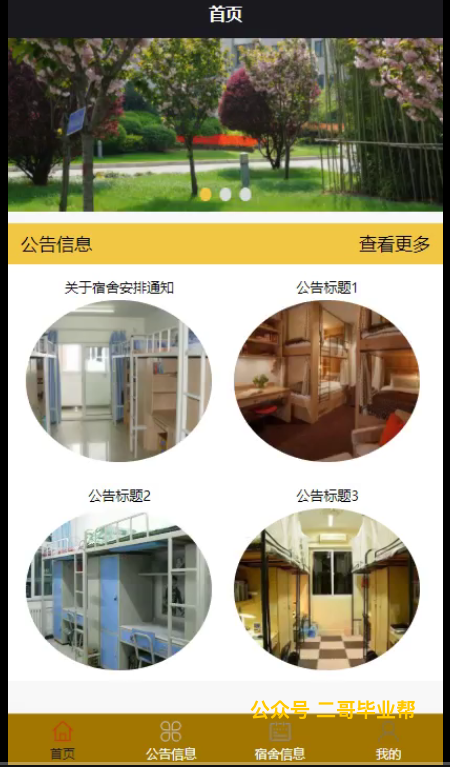 首页
公告信息 查看更多
关于宿舍安排通知 公告标题1
公告标题2 公告标题3
公众号 二哥毕业帮
首页 公告信息 宿舍信息 我的